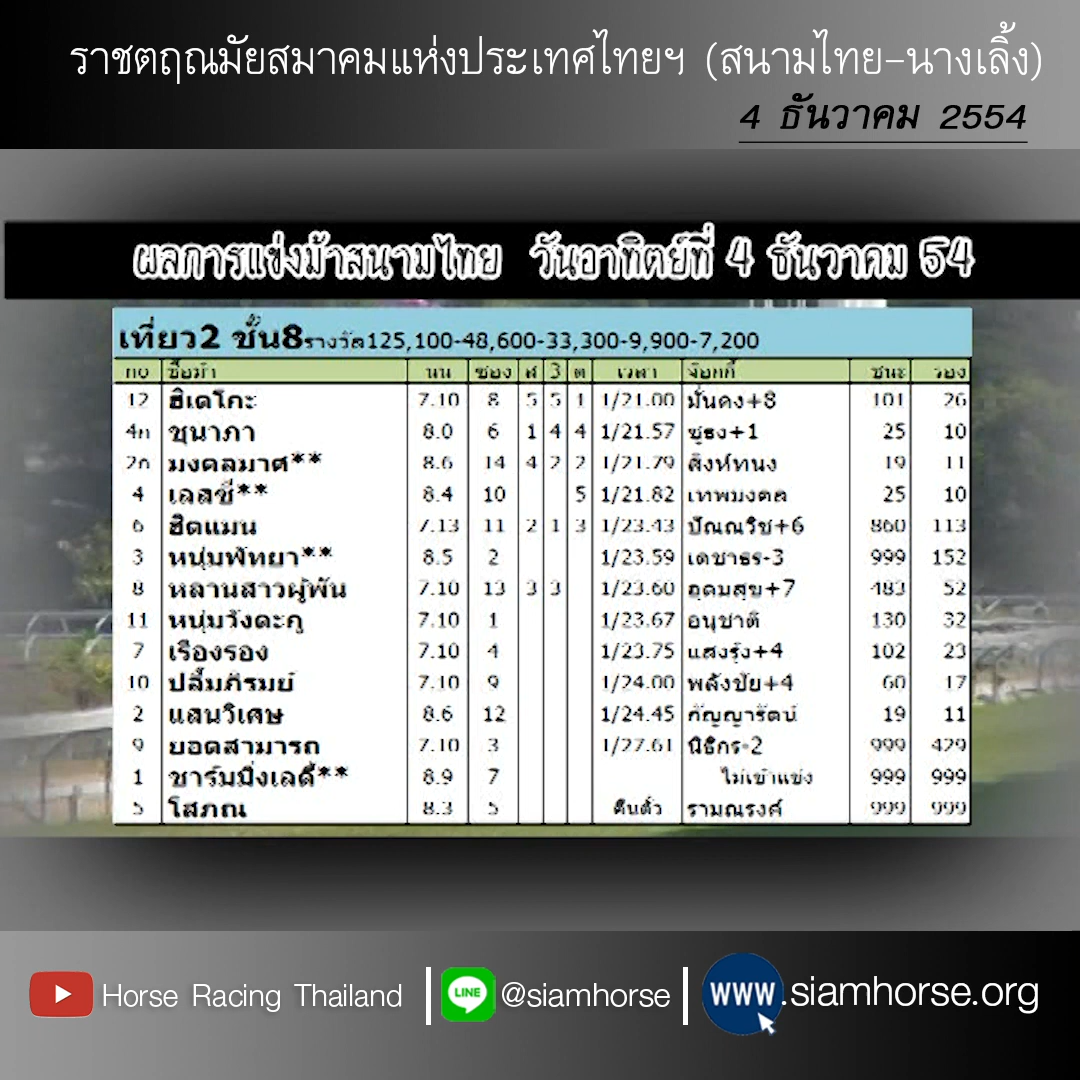 ราชตฤณมัยสมาคมแห่งประเทศไทยฯ (สนามไทย-นางเลิ้ง)
4 ธันวาคม 2554
ผลการแข่งม้าสนามไทย วันอาทิตย์ที่ 4 ธันวาคม 54
เที่ยว2 ชั้น8รางวัล125,100-48,600-33,300-9,900-7,200
no ชื่อม้า นน ซอง ส 3 ต เวลา จ๊อกกี้ ชนะ รอง
12 ฮิเดโกะ 7.10 8 5 5 1 1/21.00 มั่นคง+8 101 26
4ก ชุนาภา 8.0 6 1 4 4 1/21.57 ชูธง+1 25 10
2ก มงคลมาศ** 8.6 14 4 2 2 1/21.79 สิงห์ทนง 19 11
4 เลสซี่** 8.4 10 5 1/21.82 เทพมงคล 25 10
6 ฮิตแมน 7.13 11 2 1 3 1/23.43 ปัณณวิช+6 860 113
3 หนุ่มพัทยา** 8.5 2 1/23.59 เดชาธร-3 999 152
8 หลานสาวผู้พัน 7.10 13 3 3 1/23.60 อุดมสุข+7 483 52
11 หนุ่มวังตะกู 7.10 1 1/23.67 อนุชาติ 130 32
7 เรืองรอง 7.10 4 1/23.75 แสงรุ้ง+4 102 23
10 ปลื้มภิรมย์ 7.10 9 1/24.00 พลังชัย+4 60 17
2 แสนวิเศษ 8.6 12 1/24.45 กัญญารัตน์ 19 11
9 ยอดสามารถ 7.10 3 1/27.61 นิธิกร-2 999 429
1 ชาร์มมิ่งเลดี้** 8.9 7 ไม่เข้าแข่ง 999 999
5 โสภณ 8.3 5 คืนตั๋ว รามณรงค์ 999 999
Horse Racing Thailand | LINE @siamhorse | www.siamhorse.org